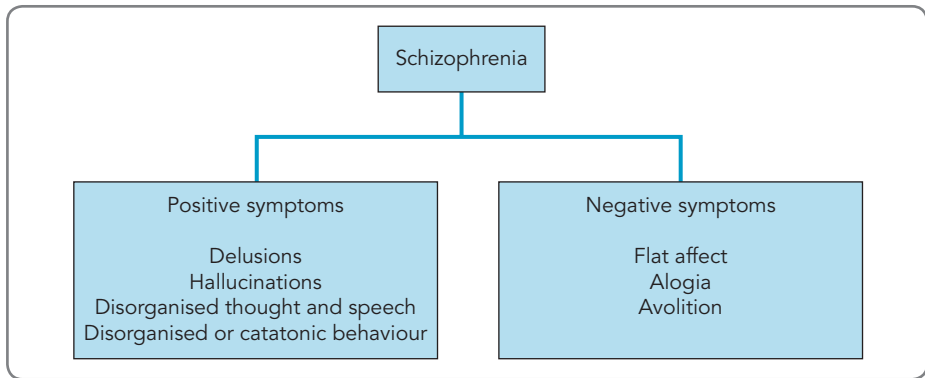 Schizophrenia
Positive symptoms
Delusions
Hallucinations
Disorganised thought and speech
Disorganised or catatonic behaviour
Negative symptoms
Flat affect
Alogia
Avolition